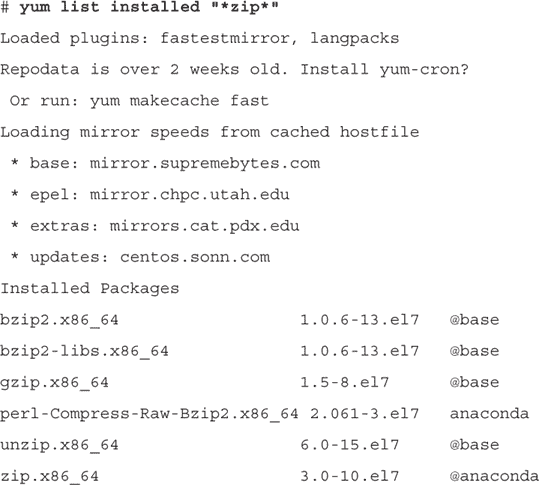 # yum list installed "*zip*"
Loaded plugins: fastestmirror, langpacks
Repodata is over 2 weeks old. Install yum-cron?
 Or run: yum makecache fast
Loading mirror speeds from cached hostfile
 * base: mirror.supremebytes.com
 * epel: mirror.chpc.utah.edu
 * extras: mirrors.cat.pdx.edu
 * updates: centos.sonn.com
Installed Packages
bzip2.x86_64 1.0.6-13.el7 @base
bzip2-libs.x86_64 1.0.6-13.el7 @base
gzip.x86_64 1.5-8.el7 @base
perl-Compress-Raw-Bzip2.x86_64 2.061-3.el7 anaconda
unzip.x86_64 6.0-15.el7 @base
zip.x86_64 3.0-10.el7 @anaconda